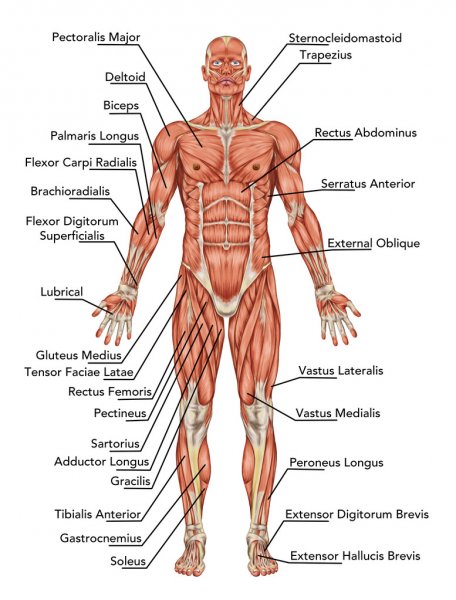 Pectoralis Major
Deltoid
Biceps
Palmaris Longus
Flexor Carpi Radialis
Brachioradialis
Flexor Digitorum
Superficialis
Lubrical
Gluteus Medius
Tensor Faciae Latae
Rectus Femoris
Pectineus
Sartorius
Adductor Longus
Gracilis
Tibialis Anterior
Gastrocnemius
Soleus
Sternocleidomastoid
Trapezius
Rectus Abdominus
Serratus Anterior
External Oblique
Vastus Lateralis
Vastus Medialis
Peroneus Longus
Extensor Digitorum Brevis
Extensor Hallucis Brevis